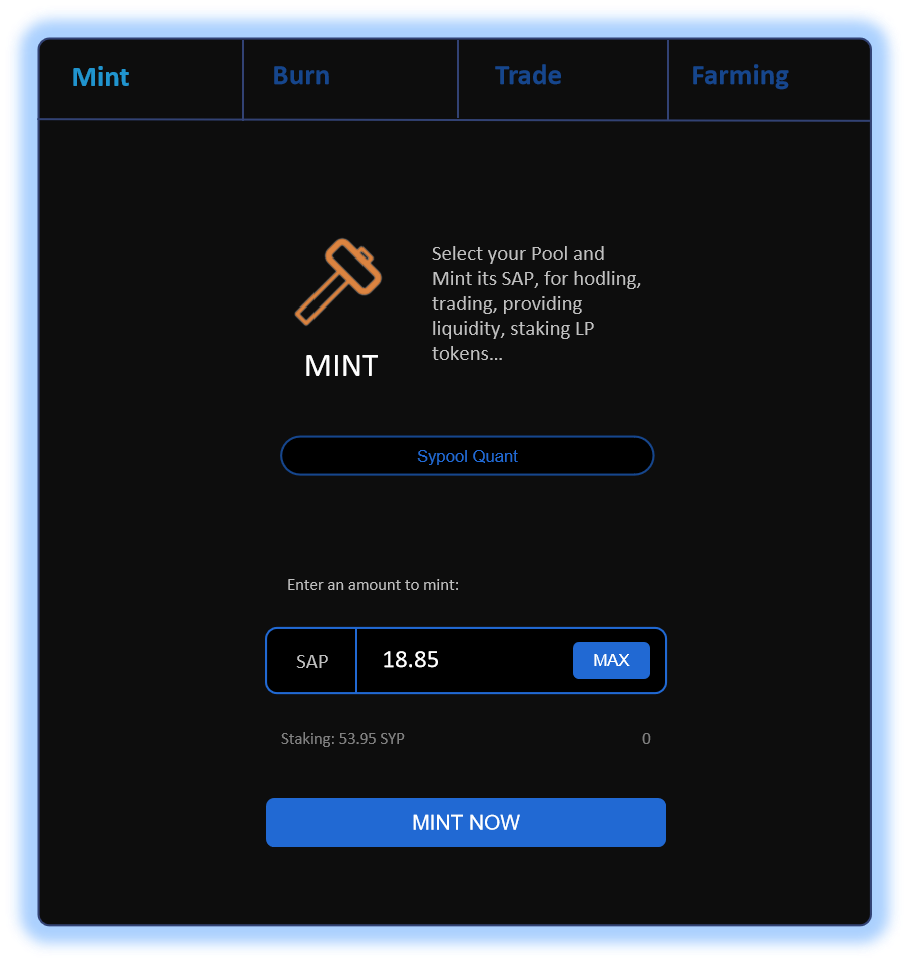 Mint
Burn
Trade
Farming
Select your Pool and
Mint its SAP, for hodling,
trading, providing
liquidity, staking LP
tokens...
MINT
Sypool Quant
Enter an amount to mint:
SAP
18.85
MAX
Staking: 53.95 SYP
0
MINT NOW